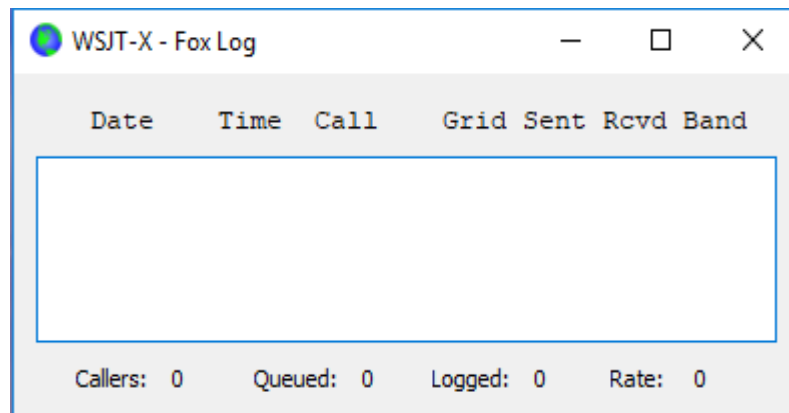 WSJT-X - Fox Log
Date Time Call Grid Sent Rcvd Band
Callers: 0 Queued: 0 Logged: 0 Rate: 0